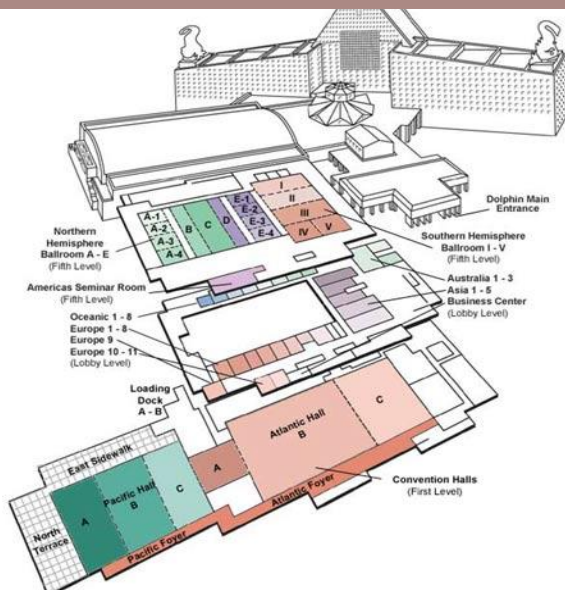 Dolphin Main
Entrance
A-1
A-2
A-3
A-4
B
C
D
E-1
E-2
E-3
E-4
I
II
III
IV
V
Northern
Hemisphere
Ballroom A - E
(Fifth Level)
Southern
Hemisphere
Ballroom I - V
(Fifth Level)
Americas Seminar Room
(Fifth Level)
Australia 1 - 3
Asia 1 - 5
Business Center
(Lobby Level)
Oceanic 1 - 8
Europe 1 - 8
Europe 9
Europe 10 - 11
(Lobby Level)
Loading
Dock
A - B
East Sidewalk
North
Terrace
A
Pacific Hall
B
C
A
Atlantic Hall
B
C
Pacific Foyer
Atlantic Foyer
Convention Halls
(First Level)